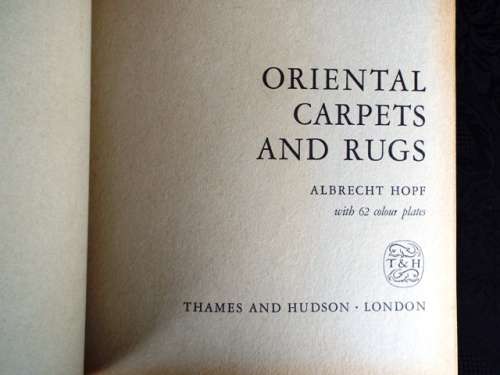 ORIENTAL
CARPETS
AND RUGS
ALBRECHT HOPF
with 62 colour plates
T & H
THAMES AND HUDSON · LONDON